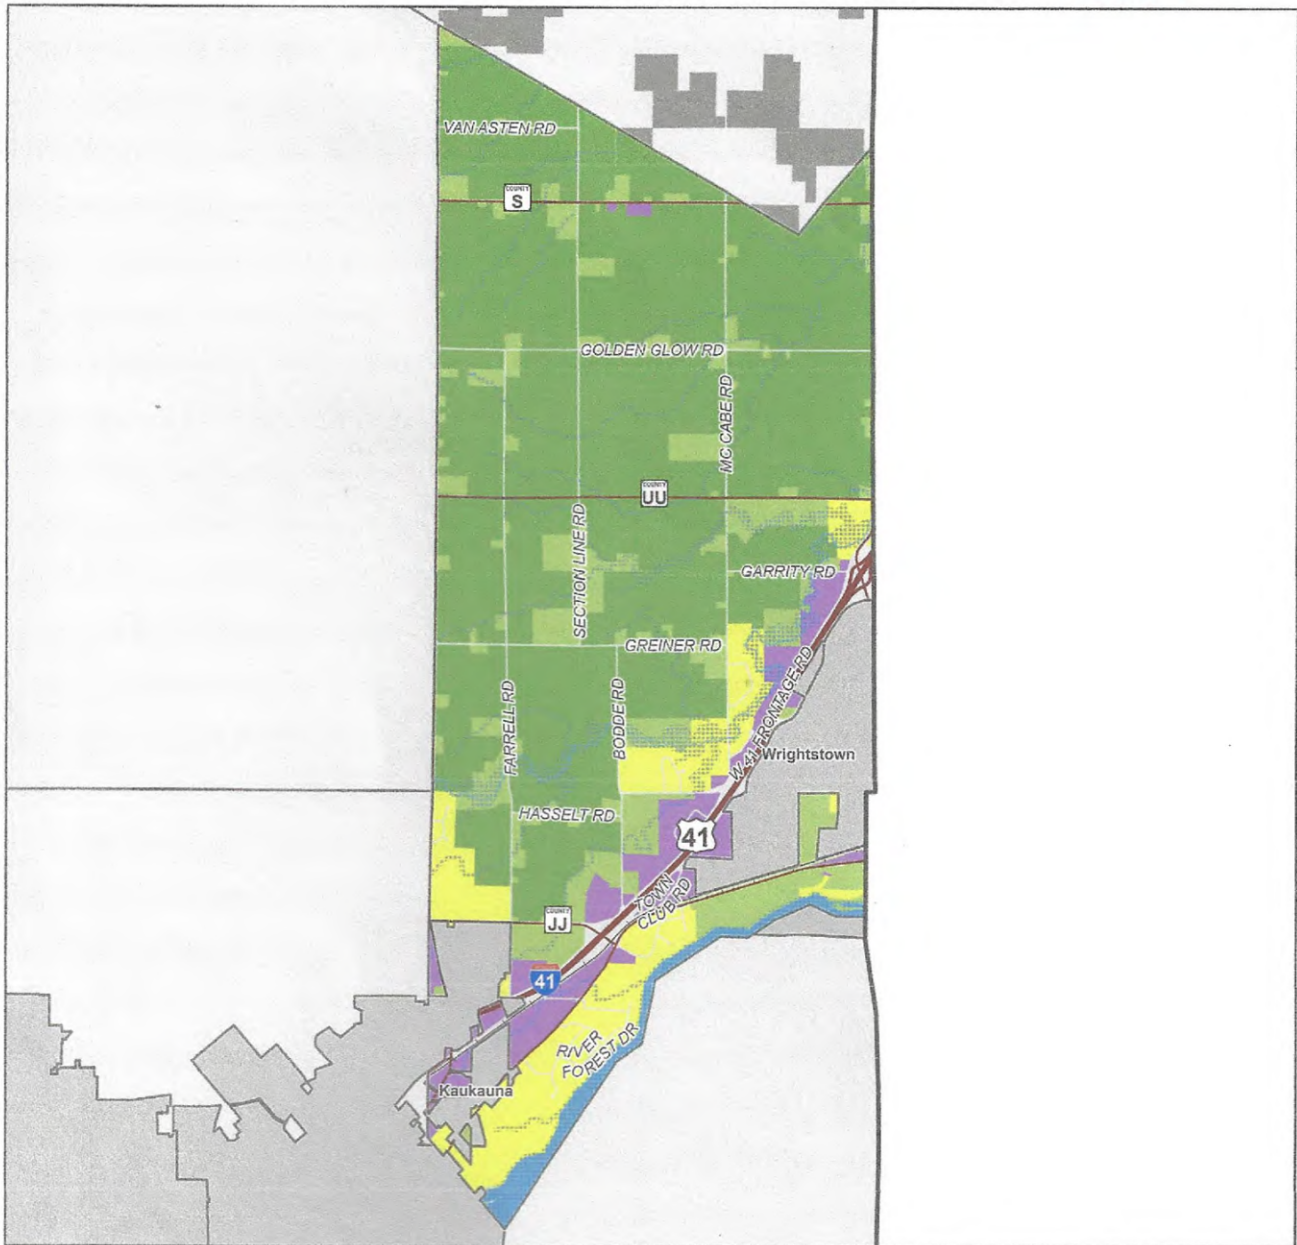 VAN ASTEN RD
COUNTY
S
GOLDEN GLOW RD
MC CABE RD
COUNTY
UU
SECTION LINE RD
GARRITY RD
GREINER RD
FARRELL RD
BODDE RD
W 41 FRONTAGE RD
Wrightstown
HASSELT RD
41
TOWN
CLUB RD
COUNTY
JJ
41
RIVER
FOREST DR
Kaukauna